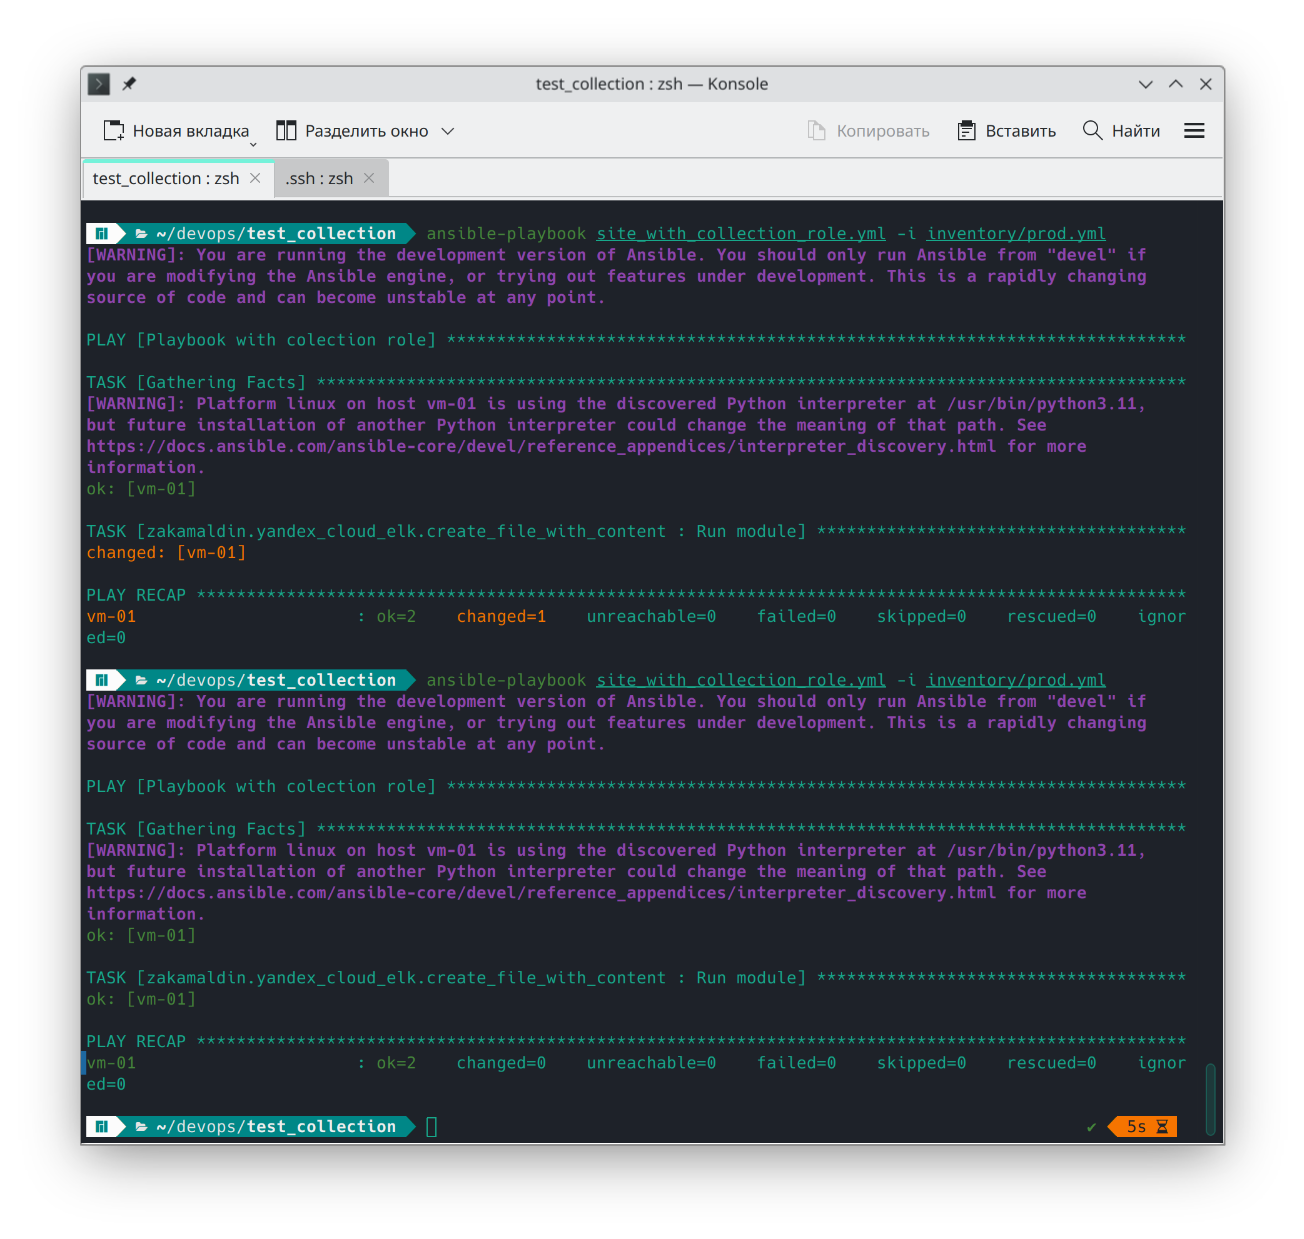 test_collection : zsh — Konsole
Новая вкладка Разделить окно Копировать Вставить Найти
test_collection : zsh .ssh : zsh
~/devops/test_collection ansible-playbook site_with_collection_role.yml -i inventory/prod.yml
[WARNING]: You are running the development version of Ansible. You should only run Ansible from "devel" if
you are modifying the Ansible engine, or trying out features under development. This is a rapidly changing
source of code and can become unstable at any point.
PLAY [Playbook with colection role] **************************************************************************
TASK [Gathering Facts] ***************************************************************************************
[WARNING]: Platform linux on host vm-01 is using the discovered Python interpreter at /usr/bin/python3.11,
but future installation of another Python interpreter could change the meaning of that path. See
https://docs.ansible.com/ansible-core/devel/reference_appendices/interpreter_discovery.html for more
information.
ok: [vm-01]
TASK [zakamaldin.yandex_cloud_elk.create_file_with_content : Run module] *************************************
changed: [vm-01]
PLAY RECAP ***************************************************************************************************
vm-01 : ok=2 changed=1 unreachable=0 failed=0 skipped=0 rescued=0 ignor
ed=0
~/devops/test_collection ansible-playbook site_with_collection_role.yml -i inventory/prod.yml
[WARNING]: You are running the development version of Ansible. You should only run Ansible from "devel" if
you are modifying the Ansible engine, or trying out features under development. This is a rapidly changing
source of code and can become unstable at any point.
PLAY [Playbook with colection role] **************************************************************************
TASK [Gathering Facts] ***************************************************************************************
[WARNING]: Platform linux on host vm-01 is using the discovered Python interpreter at /usr/bin/python3.11,
but future installation of another Python interpreter could change the meaning of that path. See
https://docs.ansible.com/ansible-core/devel/reference_appendices/interpreter_discovery.html for more
information.
ok: [vm-01]
TASK [zakamaldin.yandex_cloud_elk.create_file_with_content : Run module] *************************************
ok: [vm-01]
PLAY RECAP ***************************************************************************************************
vm-01 : ok=2 changed=0 unreachable=0 failed=0 skipped=0 rescued=0 ignor
ed=0
~/devops/test_collection ✔ 5s